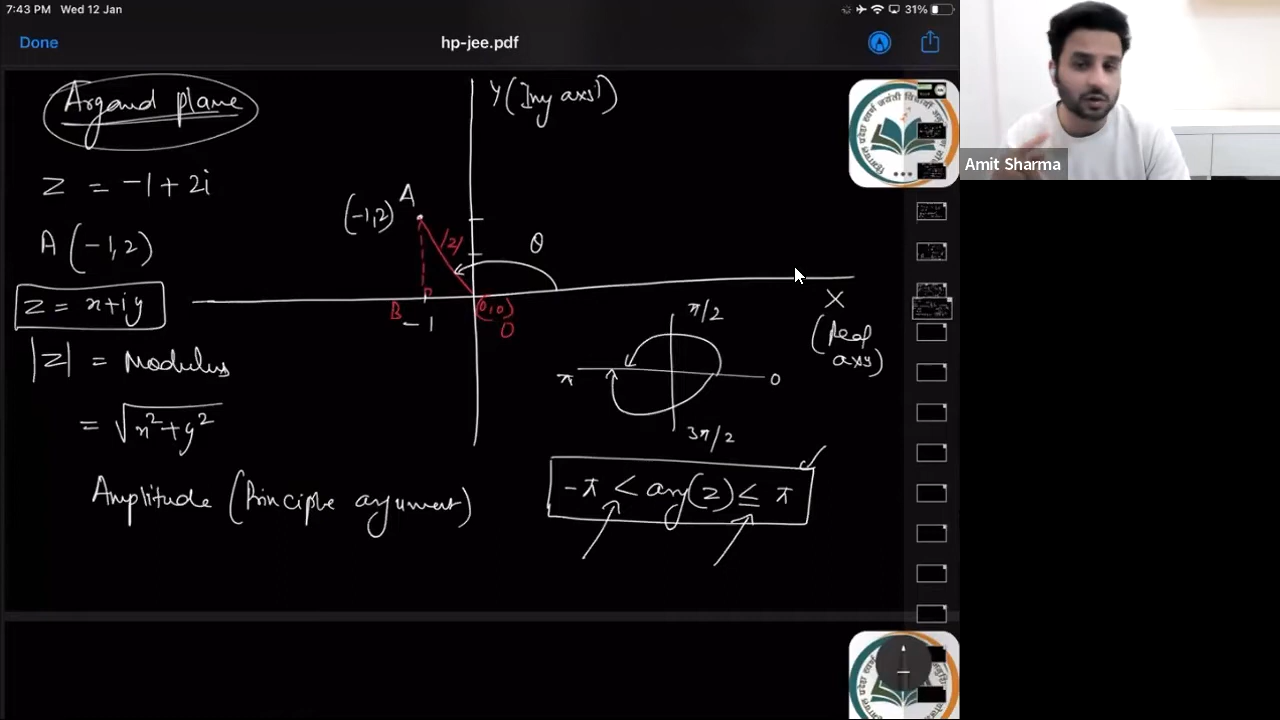 7:43 PM Wed 12 Jan
31%
Done
hp-jee.pdf
Argand plane
Y (Img axis)
z = -1 + 2i
A
(-1,2)
A (-1,2)
|z|
θ
z = x+iy
B
-1
(0,0)
O
X
(Real
axis)
|z| = Modulus
= √x²+y²
π/2
π
0
3π/2
Amplitude (Principle argument)
-π < arg(z) ≤ π
Amit Sharma